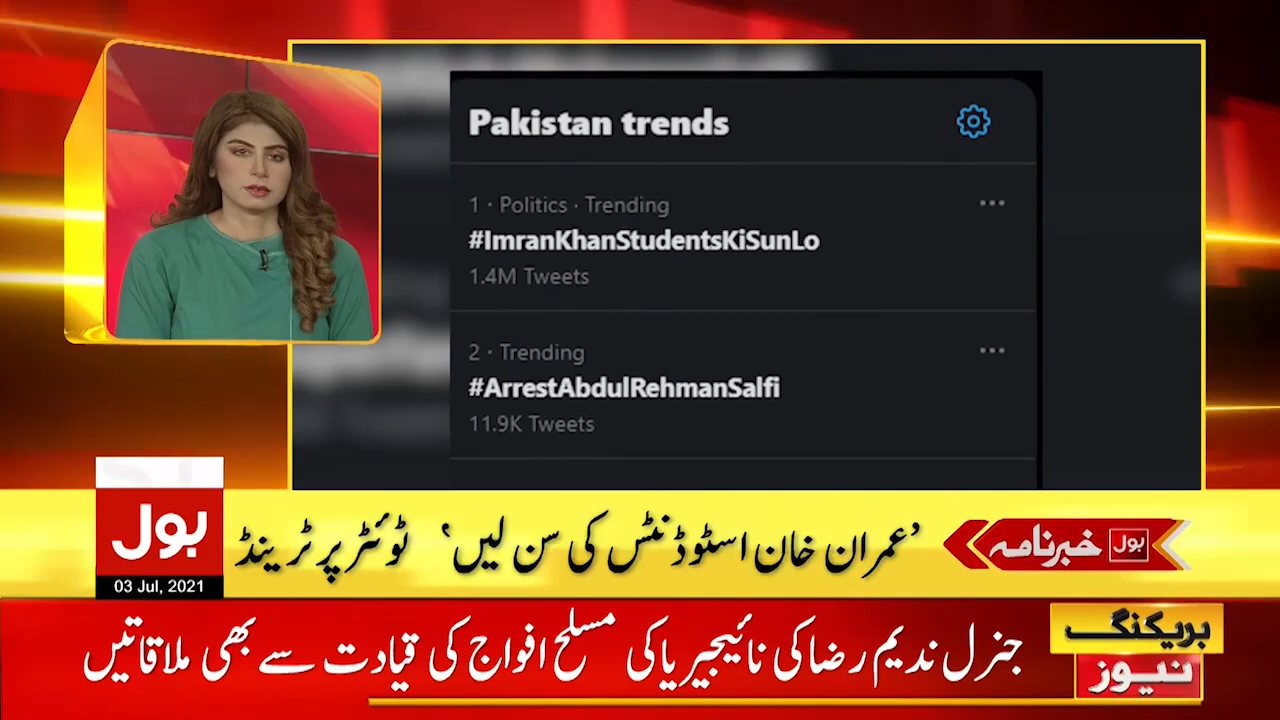 Pakistan trends
1 · Politics · Trending
#ImranKhanStudentsKiSunLo
1.4M Tweets
2 · Trending
#ArrestAbdulRehmanSalfi
11.9K Tweets
بول
خبرنامہ
’عمران خان اسٹوڈنٹس کی سن لیں‘ ٹوئٹر پر ٹرینڈ
بول
03 Jul, 2021
بریکنگ
نیوز
جنرل ندیم رضا کی نائیجیریا کی مسلح افواج کی قیادت سے بھی ملاقاتیں